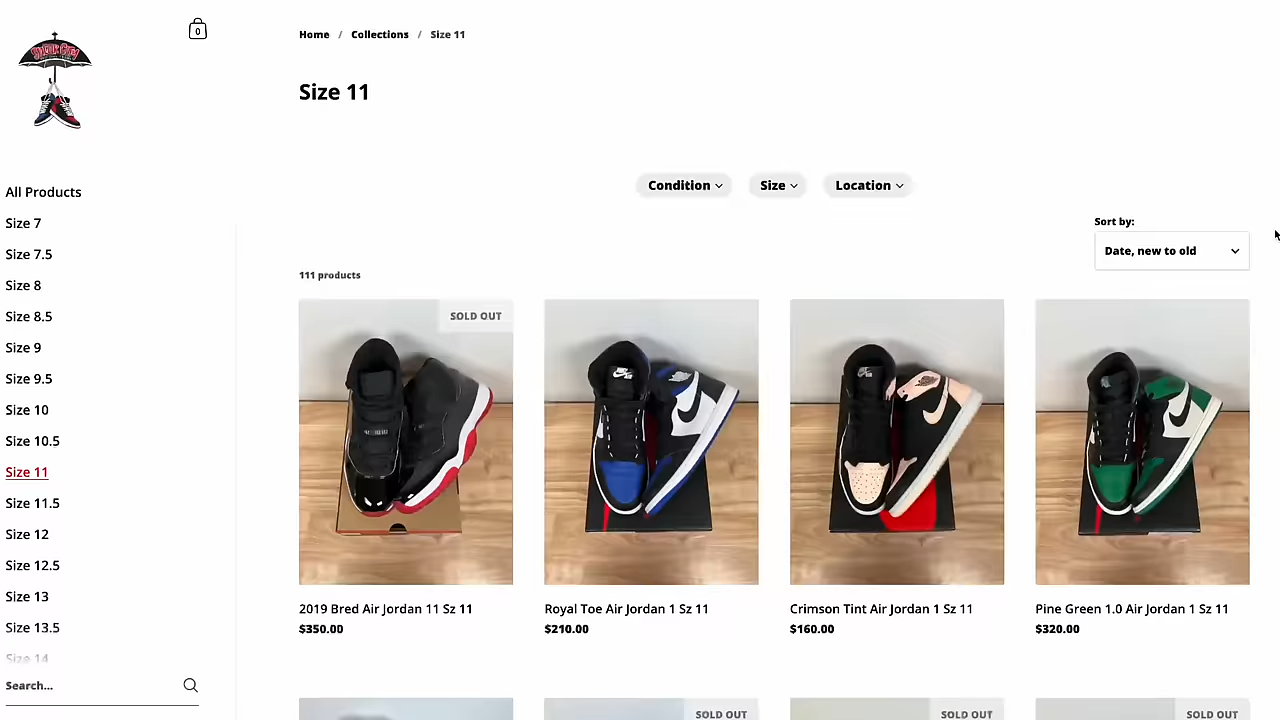 0
Home / Collections / Size 11
Size 11
All Products
Size 7
Size 7.5
Size 8
Size 8.5
Size 9
Size 9.5
Size 10
Size 10.5
Size 11
Size 11.5
Size 12
Size 12.5
Size 13
Size 13.5
Size 14
Search...
Condition
Size
Location
Sort by:
Date, new to old
111 products
SOLD OUT
2019 Bred Air Jordan 11 Sz 11
$350.00
Royal Toe Air Jordan 1 Sz 11
$210.00
Crimson Tint Air Jordan 1 Sz 11
$160.00
Pine Green 1.0 Air Jordan 1 Sz 11
$320.00
SOLD OUT
SOLD OUT
SOLD OUT